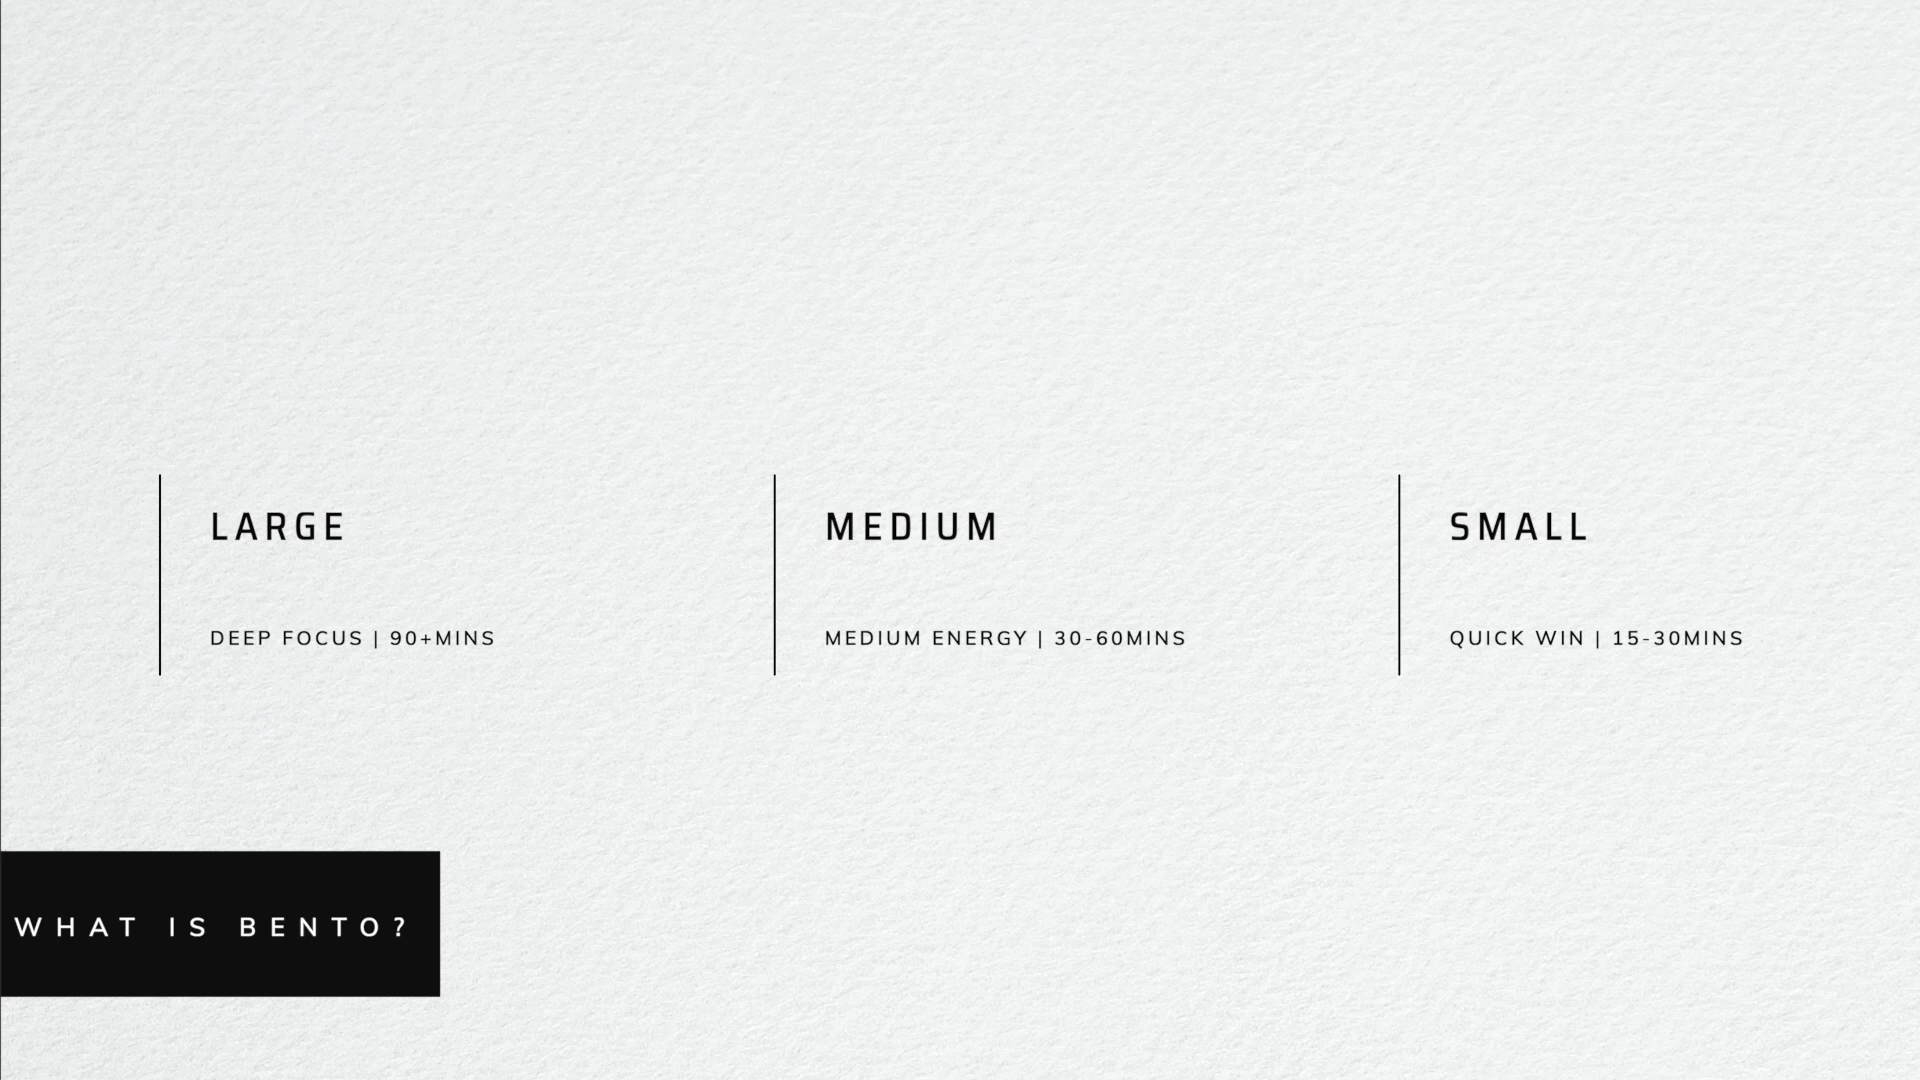 LARGE
DEEP FOCUS | 90+MINS
MEDIUM
MEDIUM ENERGY | 30-60MINS
SMALL
QUICK WIN | 15-30MINS
WHAT IS BENTO?